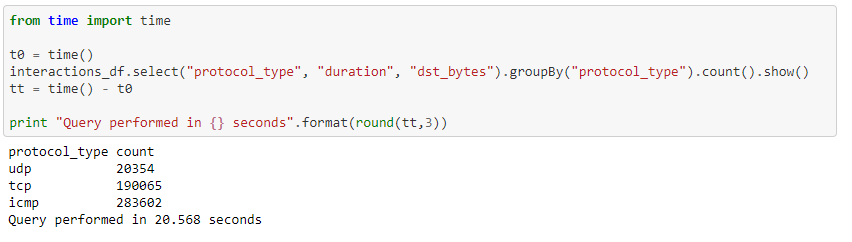 from time import time
t0 = time()
interactions_df.select("protocol_type", "duration", "dst_bytes").groupBy("protocol_type").count().show()
tt = time() - t0
print "Query performed in {} seconds".format(round(tt,3))
protocol_type count
udp           20354
tcp           190065
icmp          283602
Query performed in 20.568 seconds